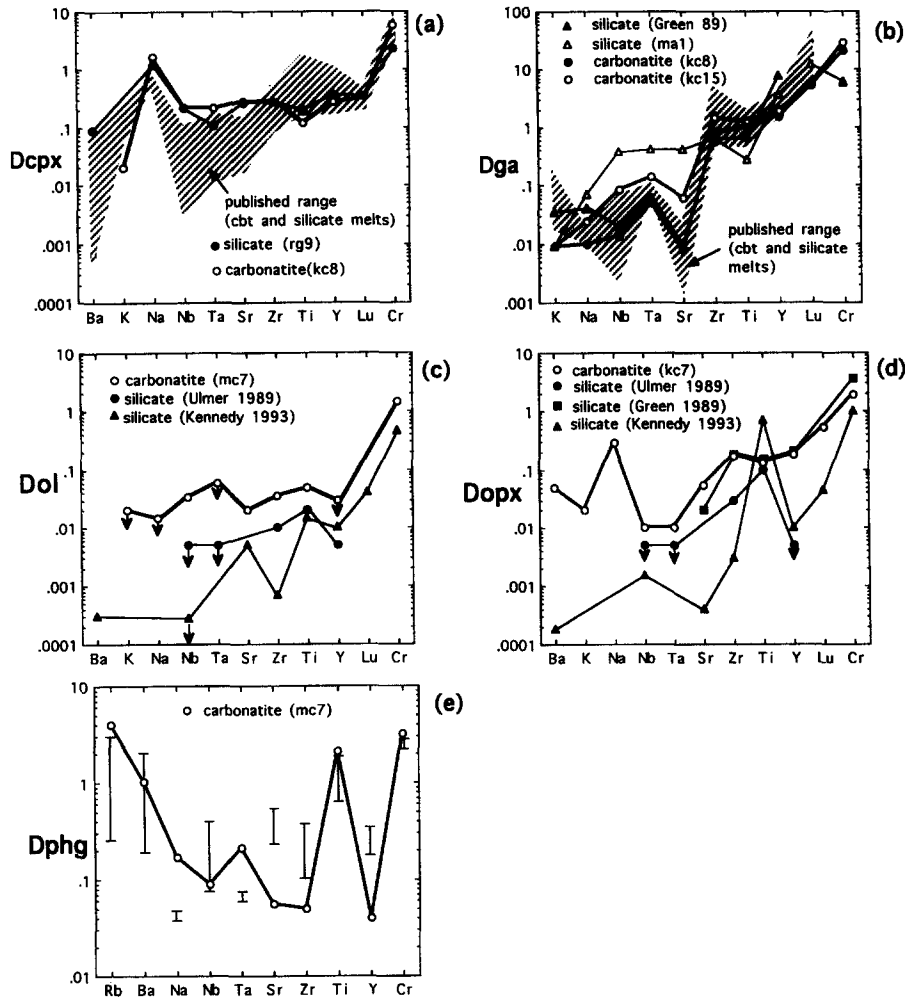 (a)
10
1
.1
.01
.001
.0001
Dcpx
published range
(cbt and silicate melts)
silicate (rg9)
carbonatite(kc8)
Ba K Na Nb Ta Sr Zr Ti Y Lu Cr
(b)
100
10
1
.1
.01
.001
Dga
silicate (Green 89)
silicate (ma1)
carbonatite (kc8)
carbonatite (kc15)
published range
(cbt and silicate
melts)
K Na Nb Ta Sr Zr Ti Y Lu Cr
(c)
10
1
.1
.01
.001
.0001
Dol
carbonatite (mc7)
silicate (Ulmer 1989)
silicate (Kennedy 1993)
Ba K Na Nb Ta Sr Zr Ti Y Lu Cr
(d)
10
1
.1
.01
.001
.0001
Dopx
carbonatite (kc7)
silicate (Ulmer 1989)
silicate (Green 1989)
silicate (Kennedy 1993)
Ba K Na Nb Ta Sr Zr Ti Y Lu Cr
(e)
10
1
.1
.01
Dphg
carbonatite (mc7)
Rb Ba Na Nb Ta Sr Zr Ti Y Cr